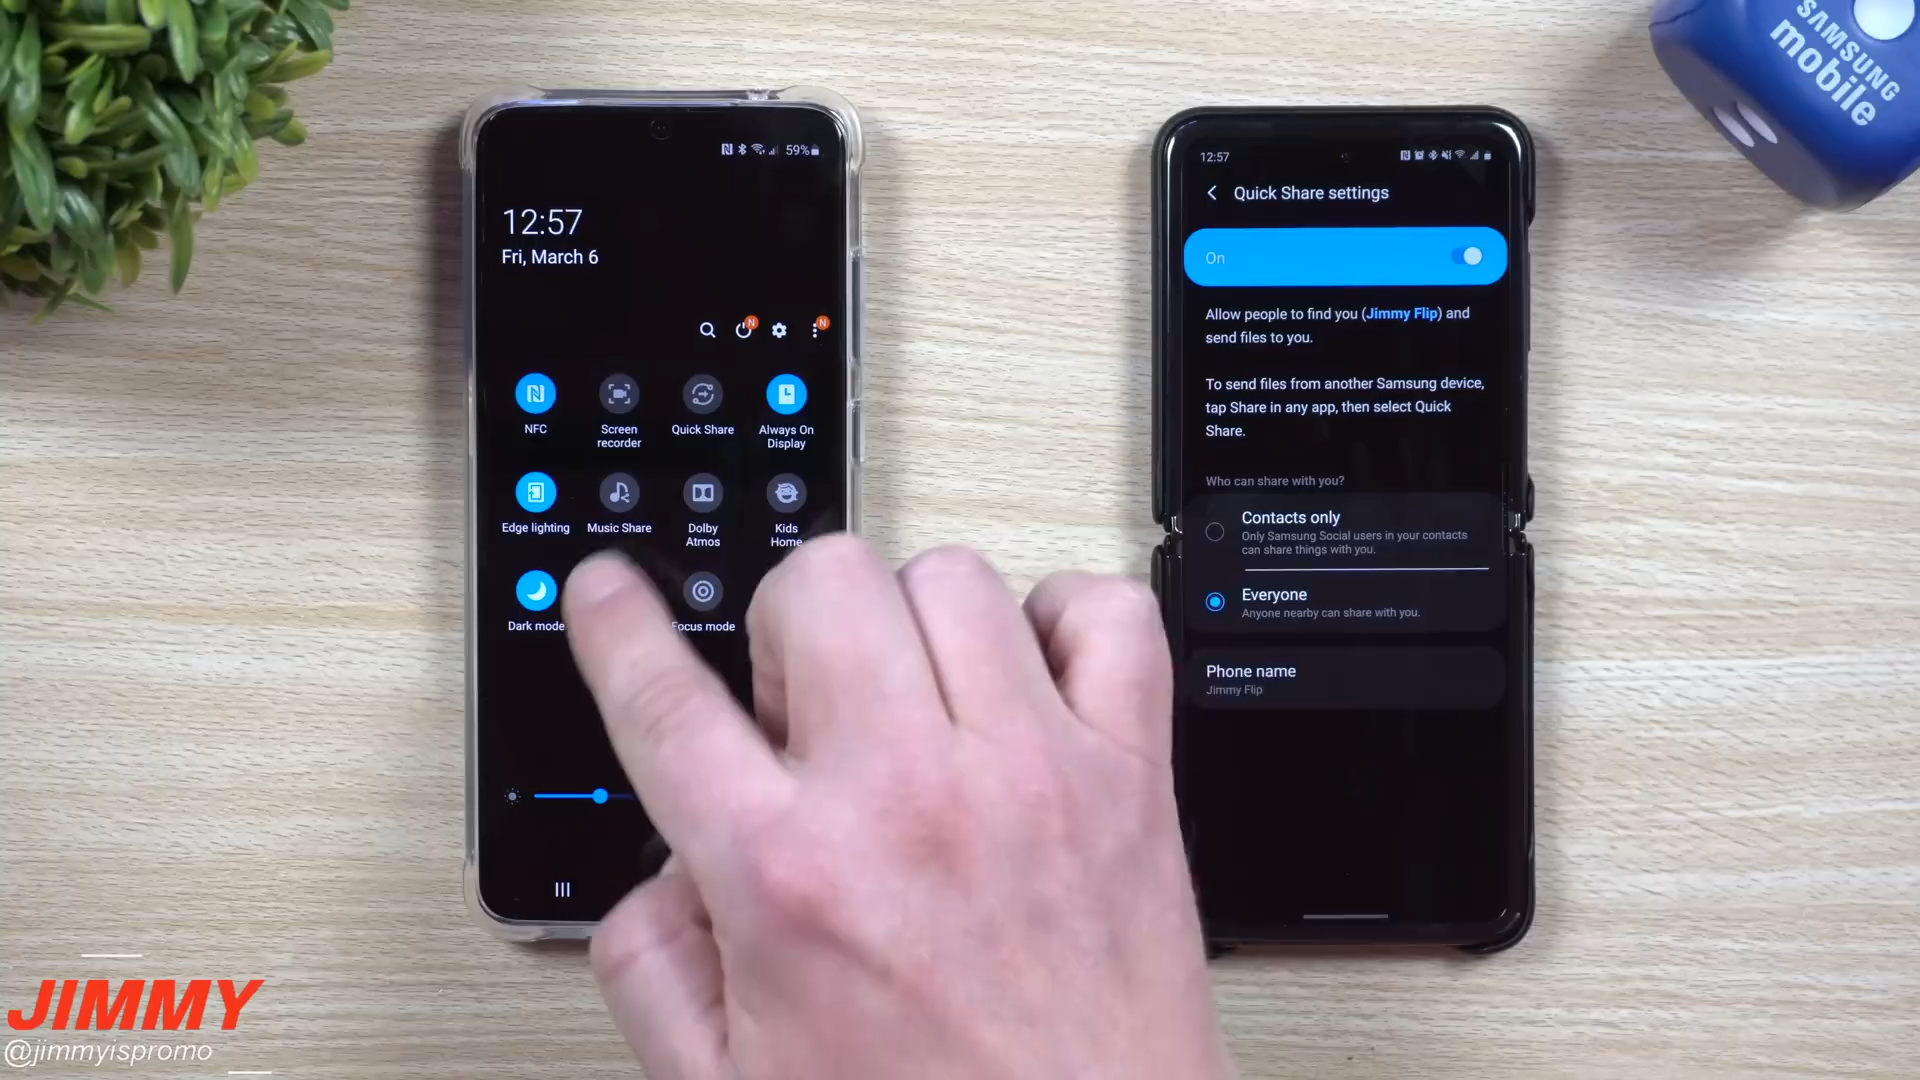 SAMSUNG
mobile
59%
12:57
Fri, March 6
N
N
NFC
Screen
recorder
Quick Share
Always On
Display
Edge lighting
Music Share
Dolby
Atmos
Kids
Home
Dark mode
Focus mode
12:57
Quick Share settings
On
Allow people to find you (Jimmy Flip) and
send files to you.
To send files from another Samsung device,
tap Share in any app, then select Quick
Share.
Who can share with you?
Contacts only
Only Samsung Social users in your contacts
can share things with you.
Everyone
Anyone nearby can share with you.
Phone name
Jimmy Flip
JIMMY
@jimmyispromo